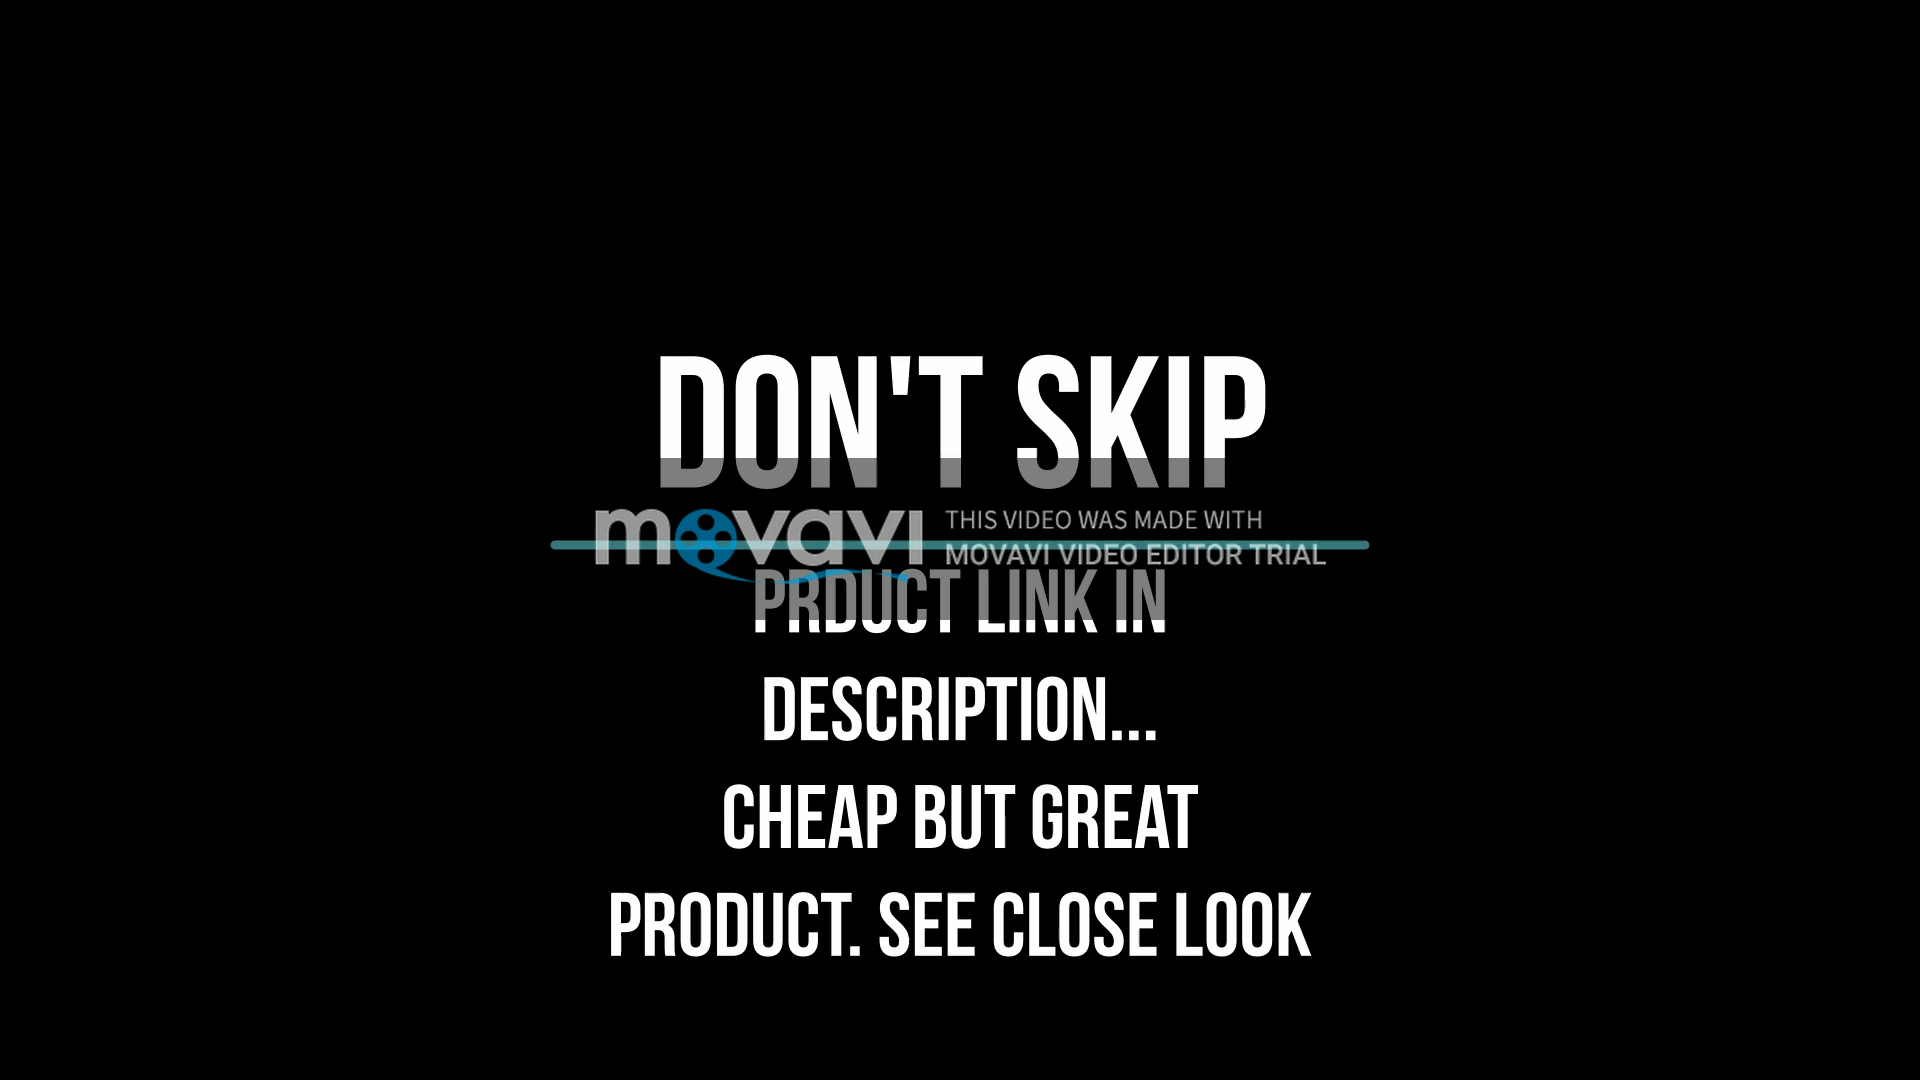 DON'T SKIP
movavi THIS VIDEO WAS MADE WITH
MOVAVI VIDEO EDITOR TRIAL
PRDUCT LINK IN
DESCRIPTION...
CHEAP BUT GREAT
PRODUCT. SEE CLOSE LOOK